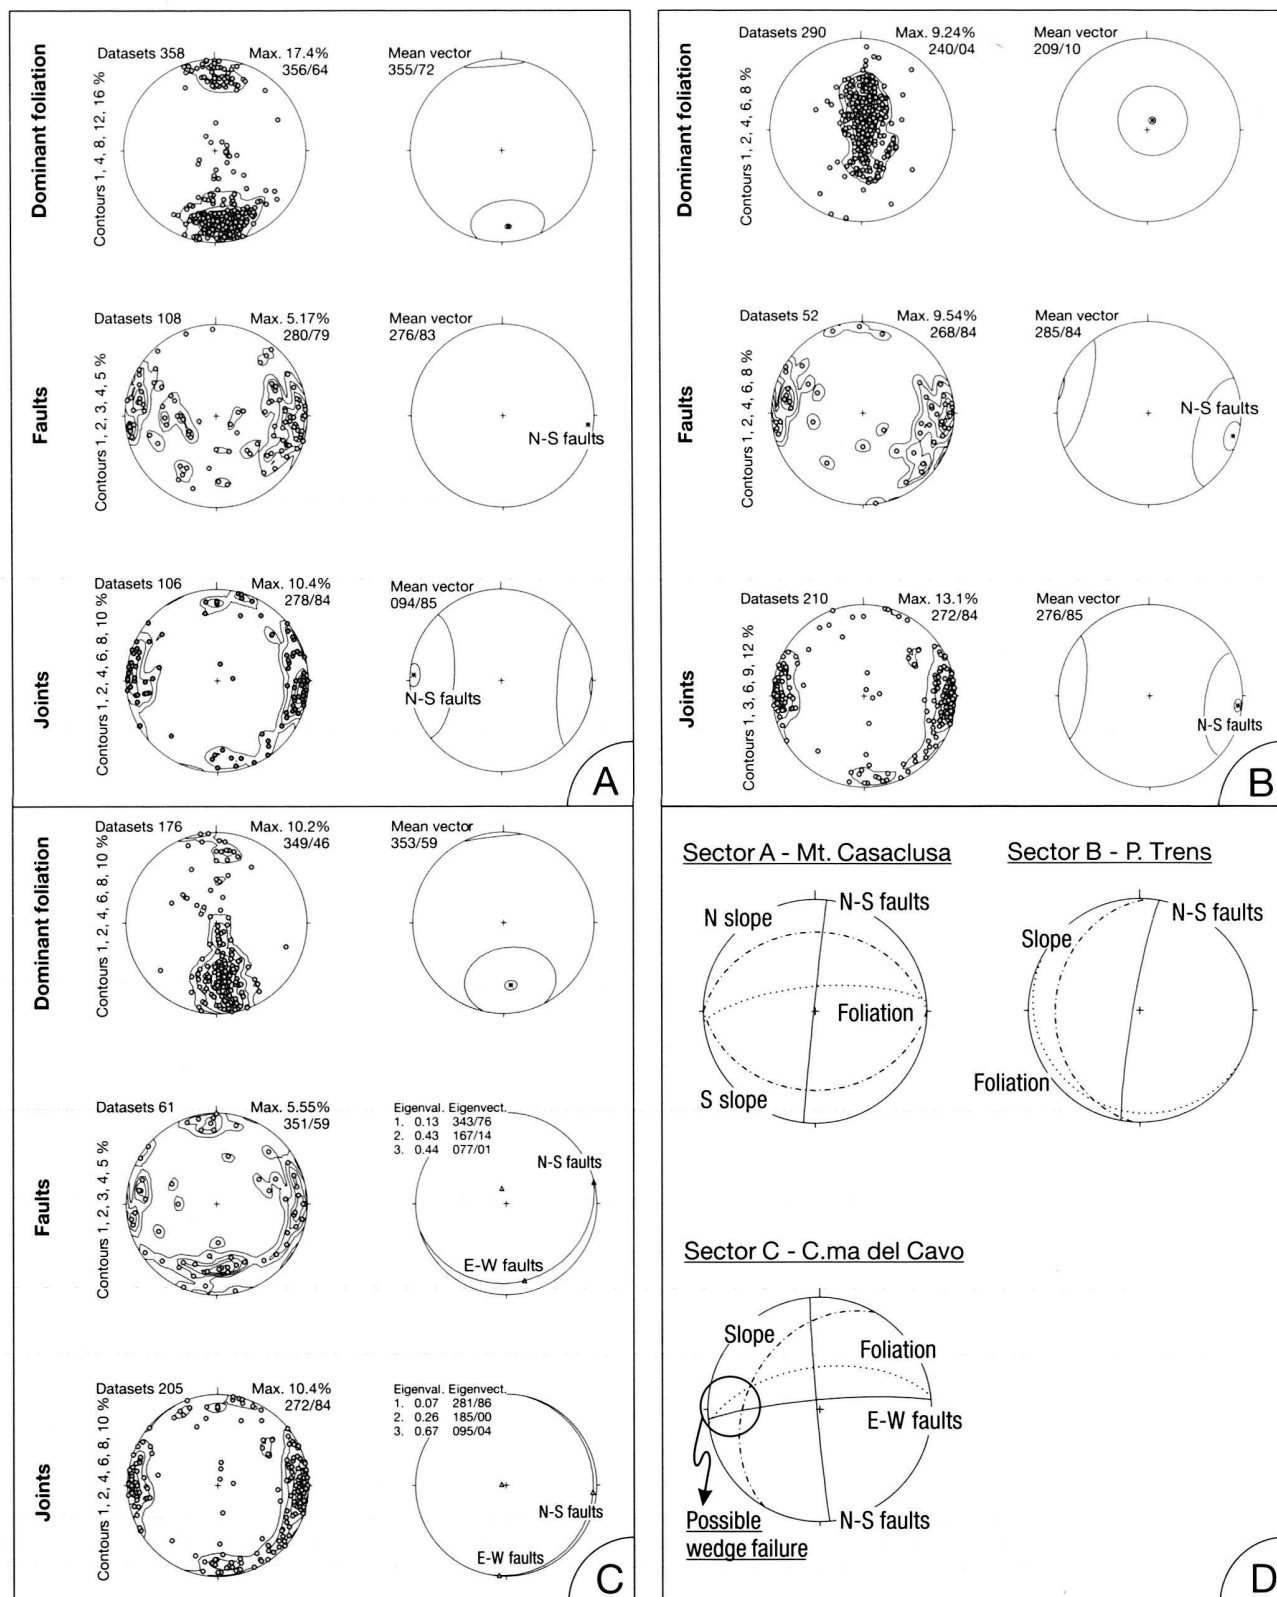 Dominant foliation
Contours 1, 4, 8, 12, 16 %
Datasets 358
Max. 17.4%
356/64
Mean vector
355/72
Faults
Contours 1, 2, 3, 4, 5 %
Datasets 108
Max. 5.17%
280/79
Mean vector
276/83
N-S faults
Joints
Contours 1, 2, 4, 6, 8, 10 %
Datasets 106
Max. 10.4%
278/84
Mean vector
094/85
N-S faults
A
Dominant foliation
Contours 1, 2, 4, 6, 8 %
Datasets 290
Max. 9.24%
240/04
Mean vector
209/10
Faults
Contours 1, 2, 4, 6, 8 %
Datasets 52
Max. 9.54%
268/84
Mean vector
285/84
N-S faults
Joints
Contours 1, 3, 6, 9, 12 %
Datasets 210
Max. 13.1%
272/84
Mean vector
276/85
N-S faults
B
Dominant foliation
Contours 1, 2, 4, 6, 8, 10 %
Datasets 176
Max. 10.2%
349/46
Mean vector
353/59
Faults
Contours 1, 2, 3, 4, 5 %
Datasets 61
Max. 5.55%
351/59
Eigenval. Eigenvect.
1. 0.13 343/76
2. 0.43 167/14
3. 0.44 077/01
N-S faults
E-W faults
Joints
Contours 1, 2, 4, 6, 8, 10 %
Datasets 205
Max. 10.4%
272/84
Eigenval. Eigenvect.
1. 0.07 281/86
2. 0.26 185/00
3. 0.67 095/04
N-S faults
E-W faults
C
Sector A - Mt. Casaclusa
N slope
N-S faults
Foliation
S slope
Sector B - P. Trens
N-S faults
Slope
Foliation
Sector C - C.ma del Cavo
Slope
Foliation
E-W faults
N-S faults
Possible
wedge failure
D